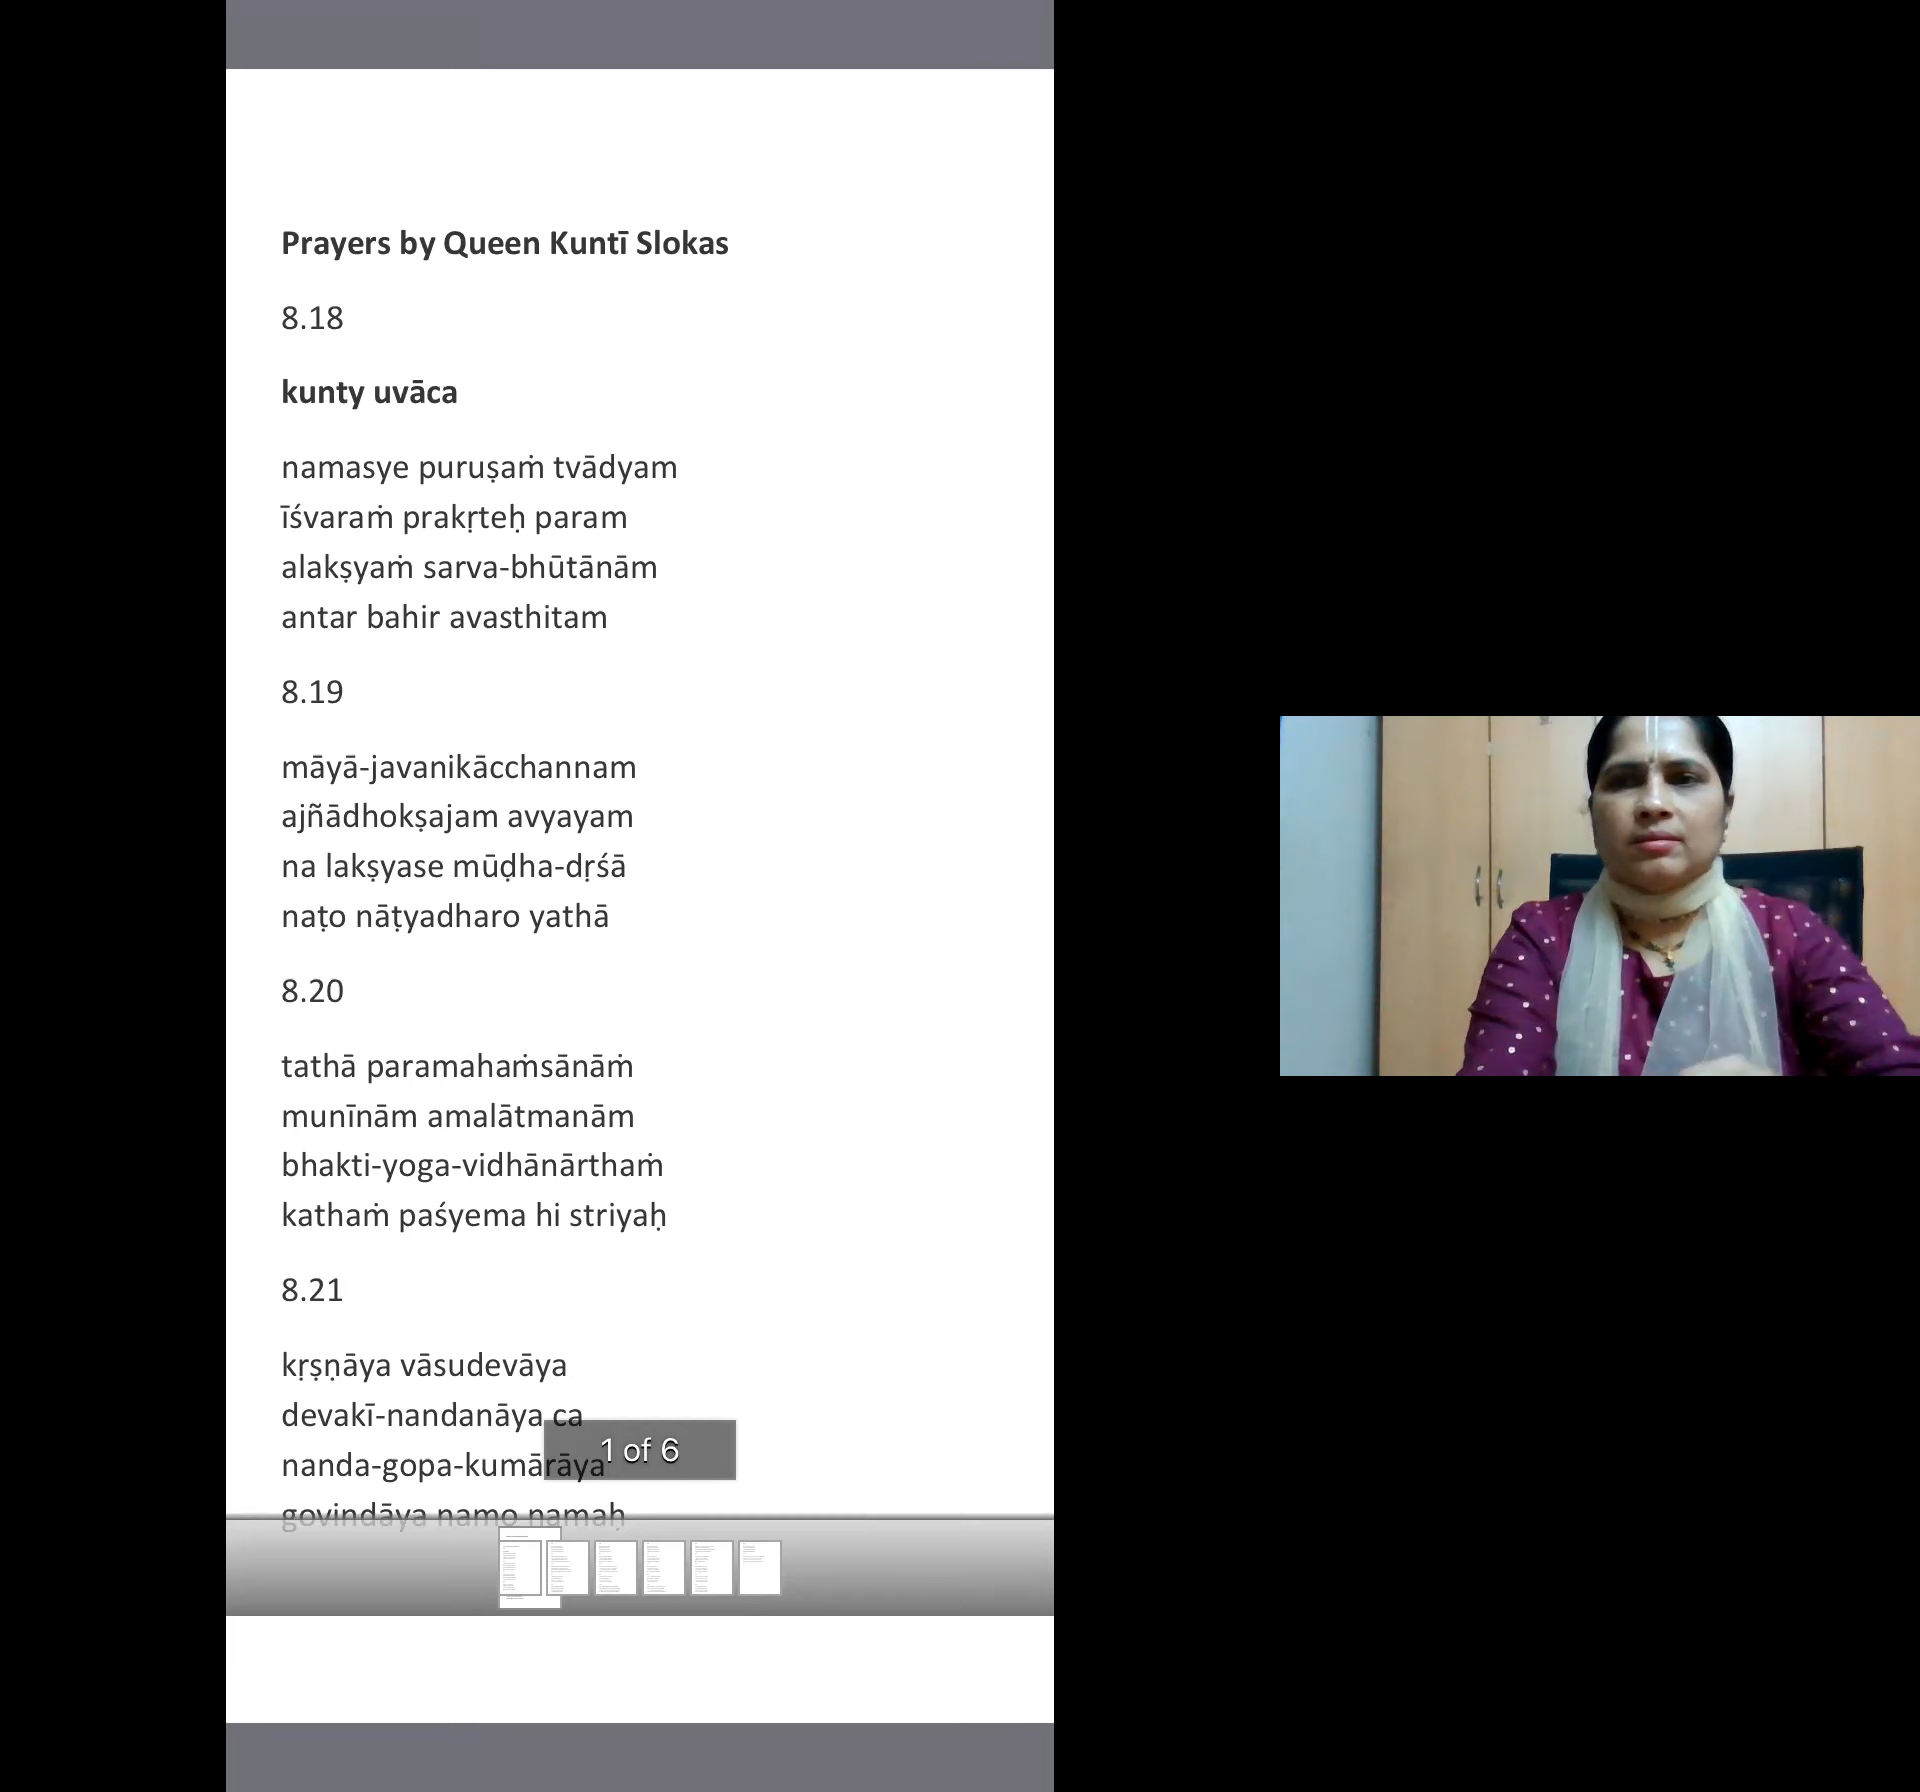 Prayers by Queen Kuntī Slokas
8.18
kunty uvāca
namasye puruṣaṁ tvādyam
īśvaraṁ prakṛteḥ param
alakṣyaṁ sarva-bhūtānām
antar bahir avasthitam
8.19
māyā-javanikācchannam
ajñādhokṣajam avyayam
na lakṣyase mūḍha-dṛśā
naṭo nāṭyadharo yathā
8.20
tathā paramahaṁsānāṁ
munīnām amalātmanām
bhakti-yoga-vidhānārthaṁ
kathaṁ paśyema hi striyaḥ
8.21
kṛṣṇāya vāsudevāya
devakī-nandanāya ca
nanda-gopa-kumārāya
1 of 6
govindāya namo namaḥ